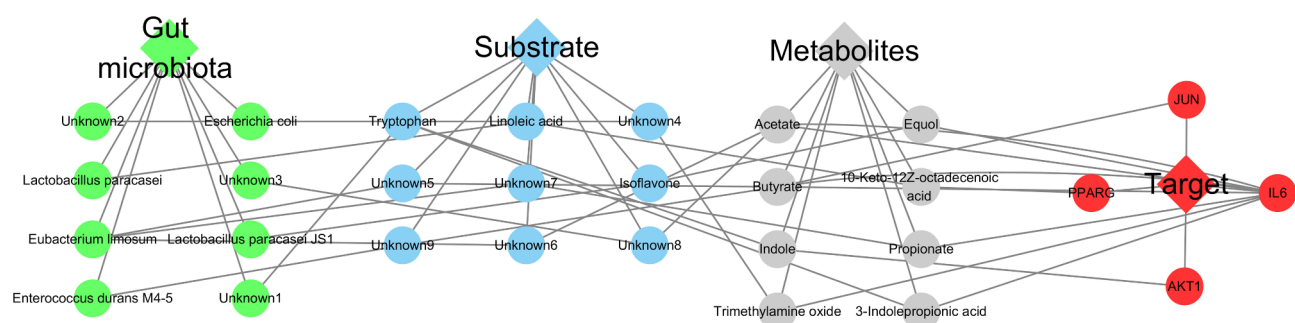 Gut
microbiota
Substrate
Metabolites
Unknown2
Escherichia coli
Lactobacillus paracasei
Unknown3
Eubacterium limosum
Lactobacillus paracasei JS1
Enterococcus durans M4-5
Unknown1
Tryptophan
Linoleic acid
Unknown4
Unknown5
Unknown7
Isoflavone
Unknown9
Unknown6
Unknown8
Acetate
Equol
Butyrate
10-Keto-12Z-octadecenoic
acid
Indole
Propionate
Trimethylamine oxide
3-Indolepropionic acid
JUN
PPARG
Target
IL6
AKT1